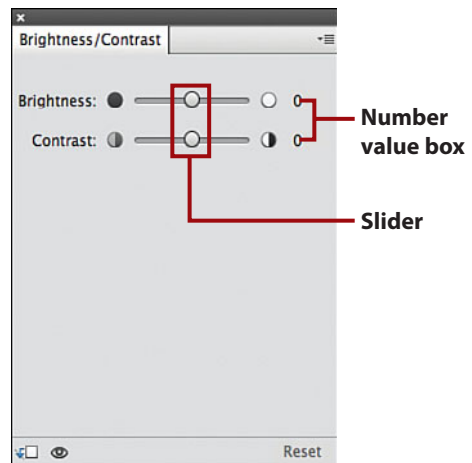 Brightness/Contrast
Brightness: 0
Contrast: 0
Number
value box
Slider
Reset